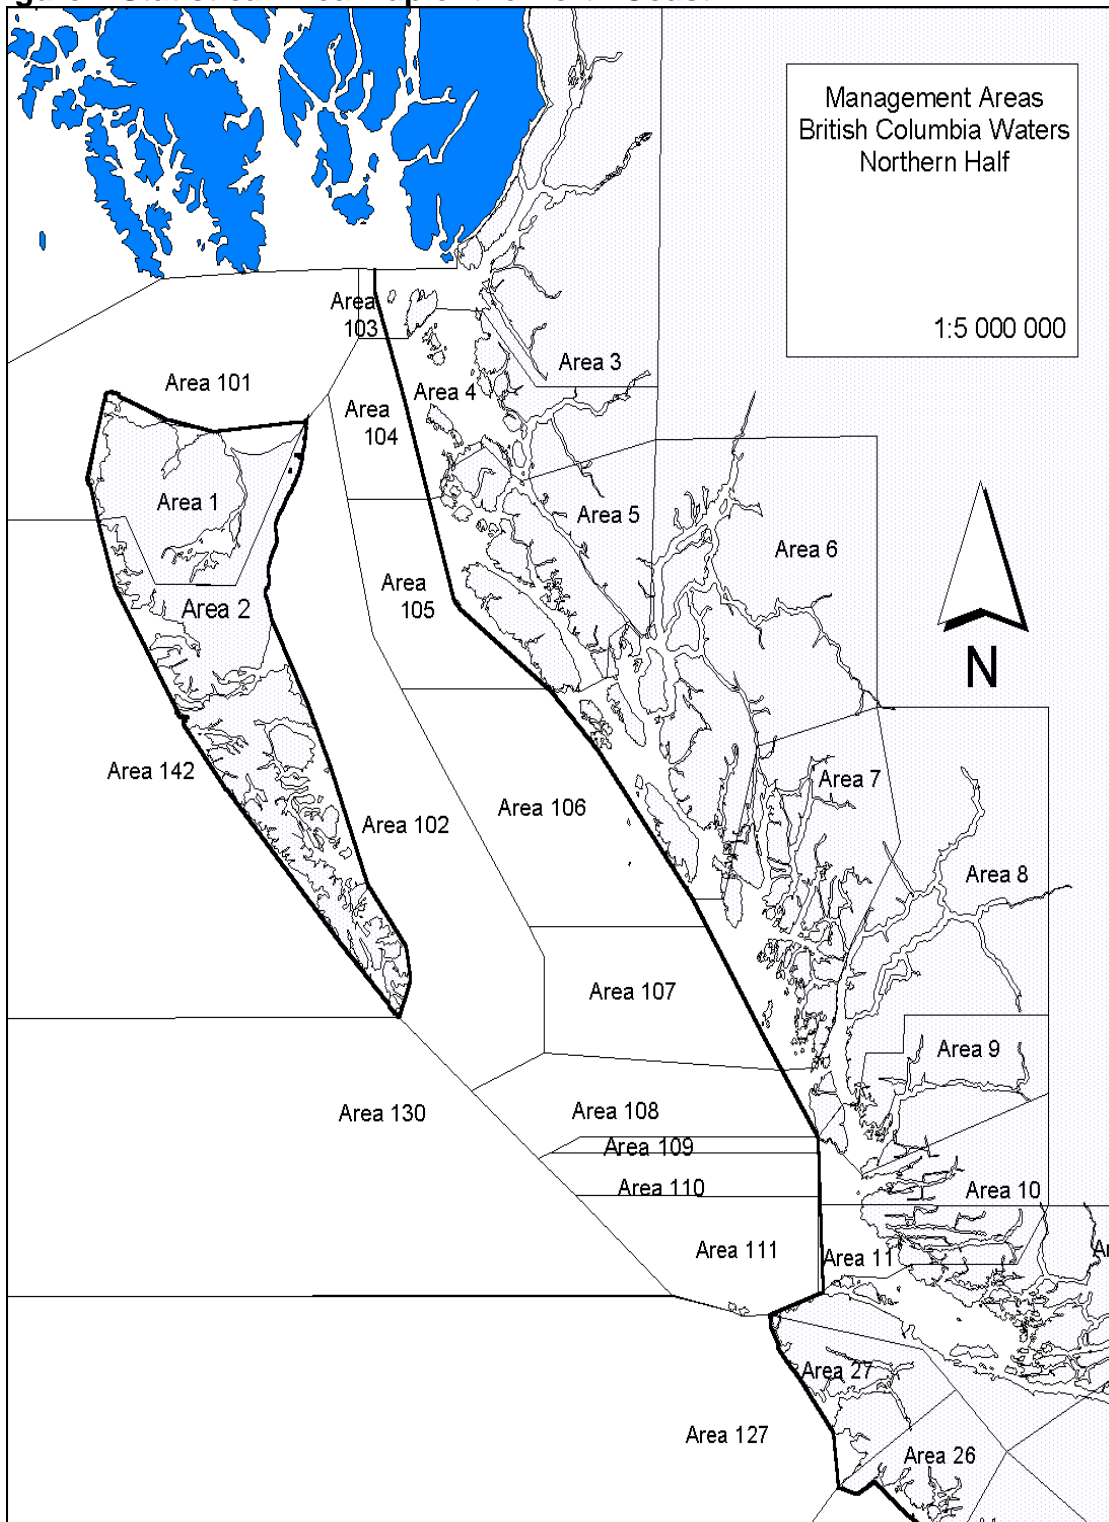 Management Areas
British Columbia Waters
Northern Half
1:5 000 000
Area
103
Area 3
Area 101
Area 4
Area
104
Area 1
Area 5
Area 6
Area
105
Area 2
N
Area 142
Area 7
Area 106
Area 102
Area 8
Area 107
Area 9
Area 130
Area 108
Area 109
Area 110
Area 10
Area 111
Area 11
Area 27
Area 127
Area 26